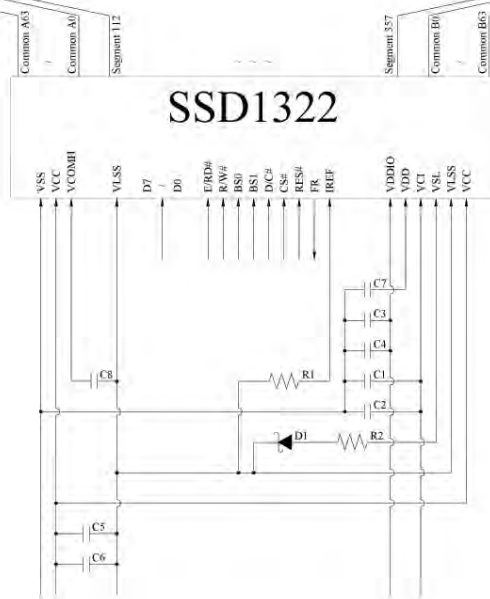 Common A63
~
Common A0
Segment 112
~ ~ ~
Segment 357
Common B0
~
Common B63
SSD1322
VSS
VCC
VCOMH
VLSS
D7
~
D0
E/RD#
R/W#
BS0
BS1
D/C#
CS#
RES#
FR
IREF
VDDIO
VDD
VCI
VSL
VLSS
VCC
C7
C3
C4
C8
R1
C1
C2
D1
R2
C5
C6